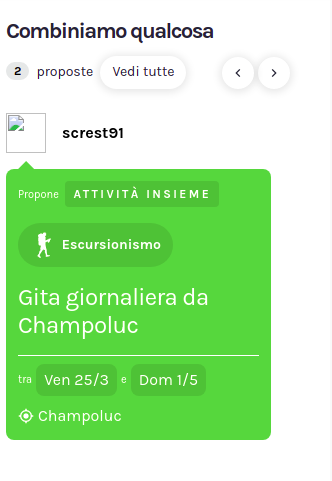 Combiniamo qualcosa
2 proposte Vedi tutte
screst91
Propone ATTIVITÀ INSIEME
Escursionismo
Gita giornaliera da
Champoluc
tra Ven 25/3 e Dom 1/5
Champoluc